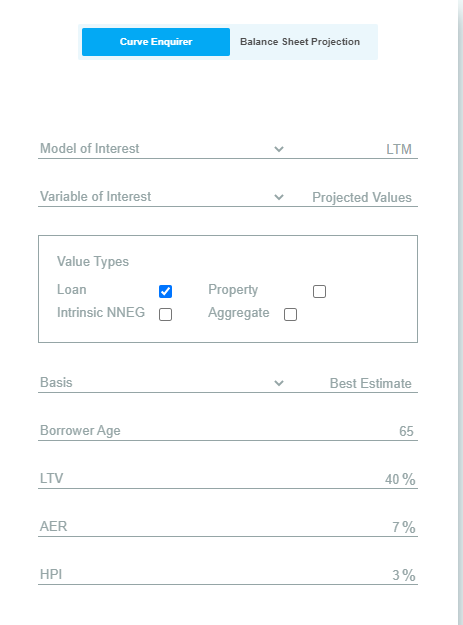 Curve Enquirer Balance Sheet Projection
Model of Interest LTM
Variable of Interest Projected Values
Value Types
Loan Property
Intrinsic NNEG Aggregate
Basis Best Estimate
Borrower Age 65
LTV 40 %
AER 7 %
HPI 3 %